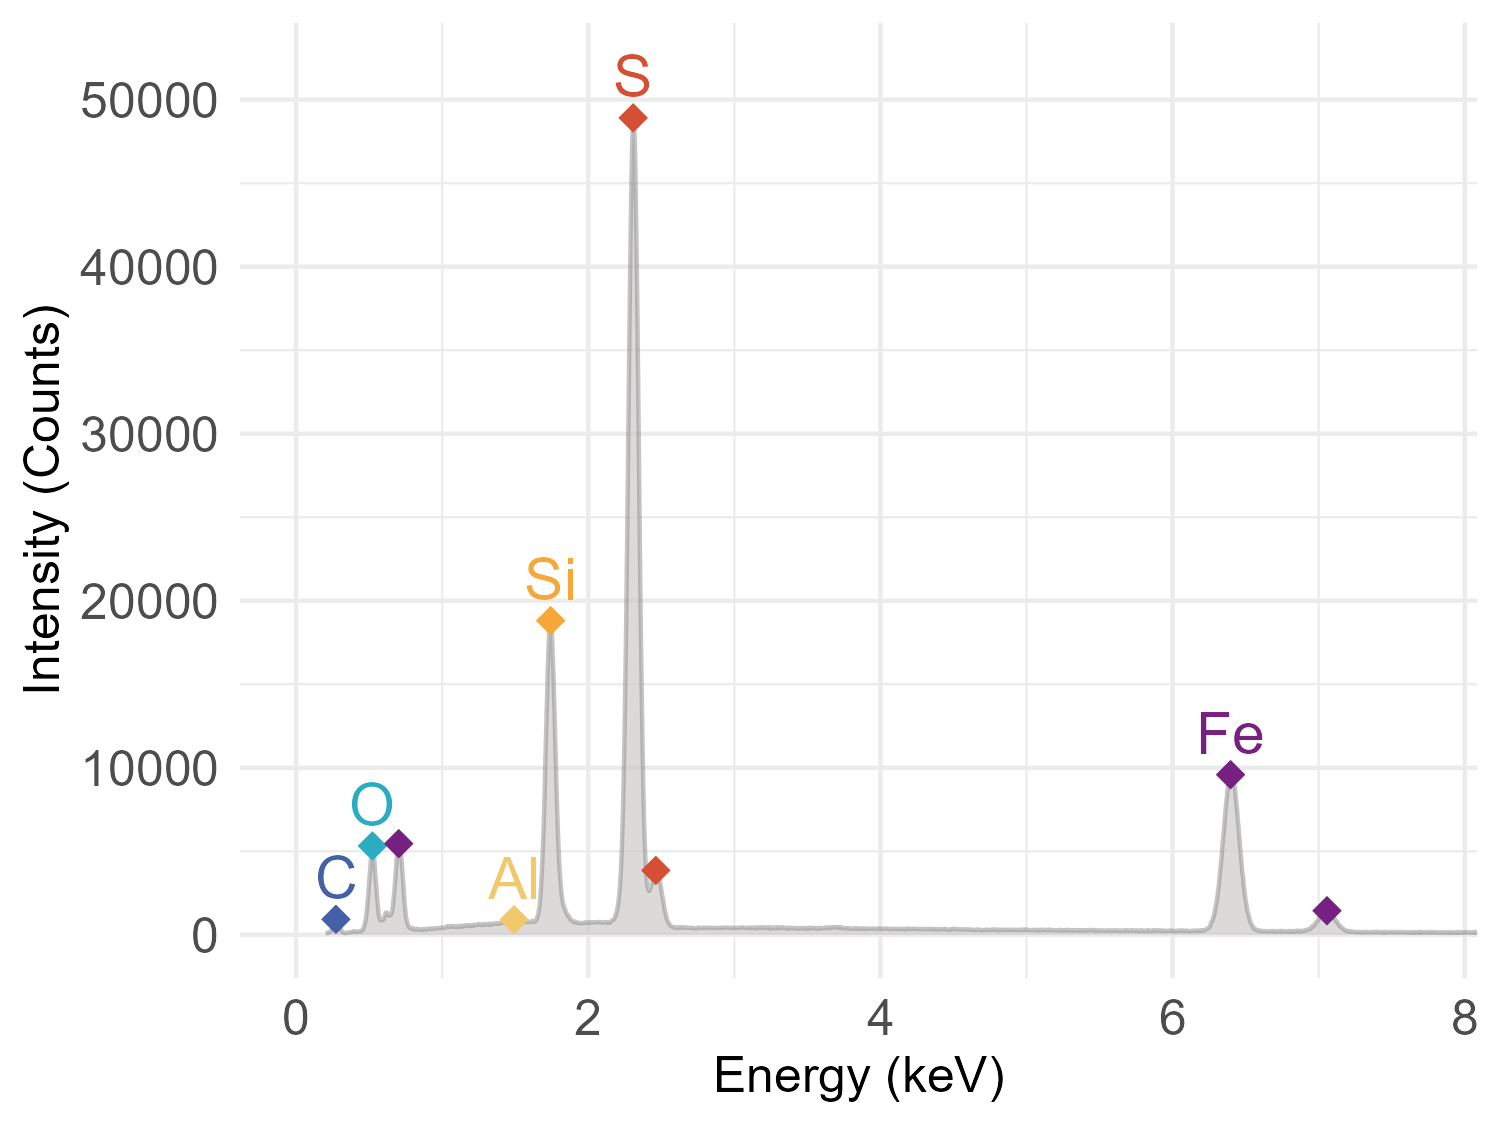 S
50000
40000
30000
Si
20000
Fe
10000
O
C
Al
0
0 2 4 6 8
Energy (keV)
Intensity (Counts)